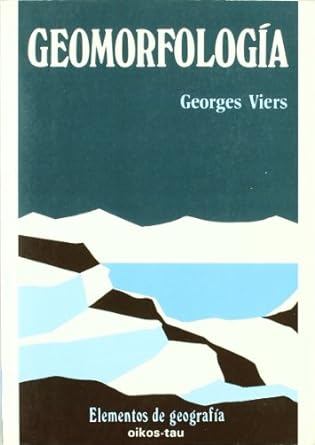 GEOMORFOLOGÍA
Georges Viers
Elementos de geografía
oikos-tau